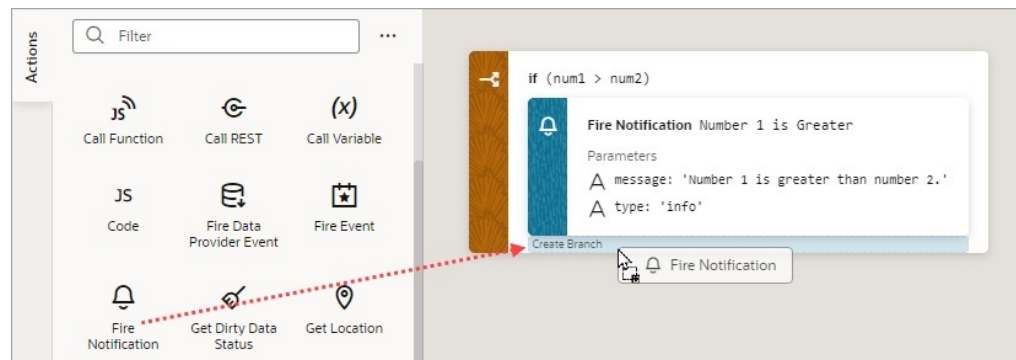 Actions
Filter
...
JS
Call Function
Call REST
(x)
Call Variable
JS
Code
Fire Data
Provider Event
Fire Event
Fire
Notification
Get Dirty Data
Status
Get Location
if (num1 > num2)
Fire Notification Number 1 is Greater
Parameters
A message: 'Number 1 is greater than number 2.'
A type: 'info'
Create Branch
Fire Notification